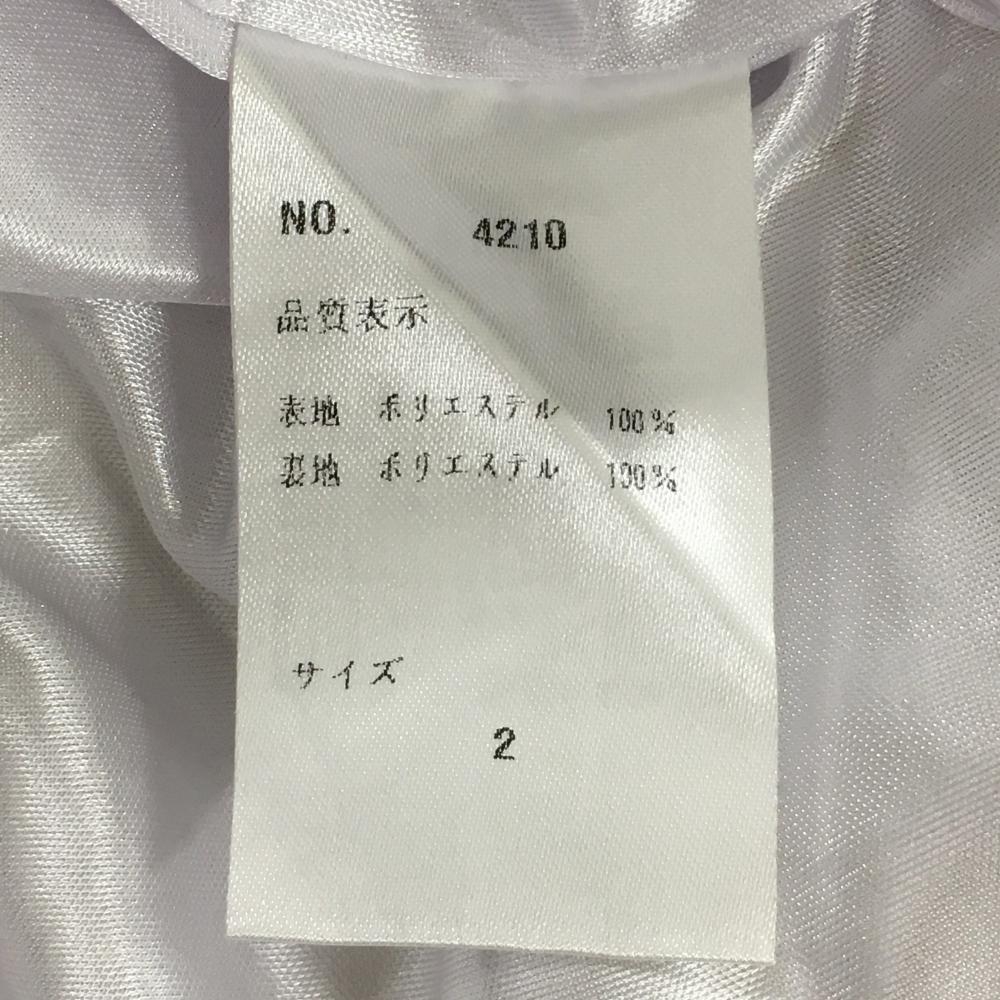 NO. 4210
品質表示
表地 ポリエステル 100%
裏地 ポリエステル 100%
サイズ
2